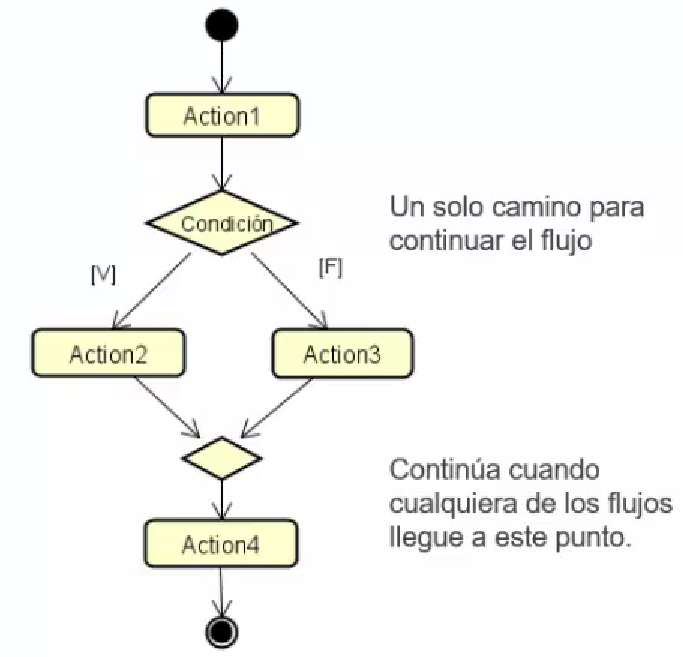 Action1
Condición
Un solo camino para
continuar el flujo
[V]
[F]
Action2
Action3
Continúa cuando
cualquiera de los flujos
llegue a este punto.
Action4